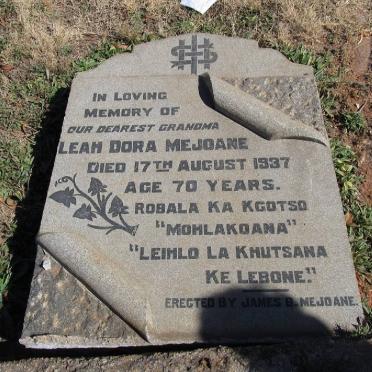 IHS
IN LOVING
MEMORY OF
OUR DEAREST GRANDMA
LEAH DORA MEJOANE
DIED 17TH AUGUST 1937
AGE 70 YEARS.
ROBALA KA KGOTSO
"MOHLAKOANA"
"LEIHLO LA KHUTSANA
KE LEBONE."
ERECTED BY JAMES B. MEJOANE.